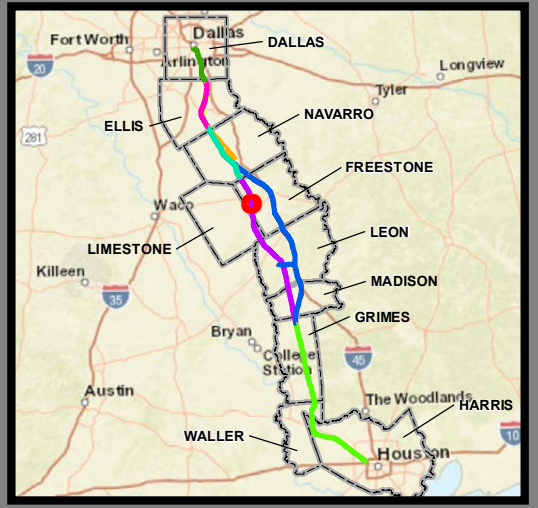 Dallas
Fort Worth
DALLAS
Arlington
Longview
20
Tyler
NAVARRO
ELLIS
281
FREESTONE
Waco
LEON
LIMESTONE
Killeen
MADISON
35
GRIMES
Bryan
College
Station
45
Austin
The Woodlands
HARRIS
WALLER
10
Houston